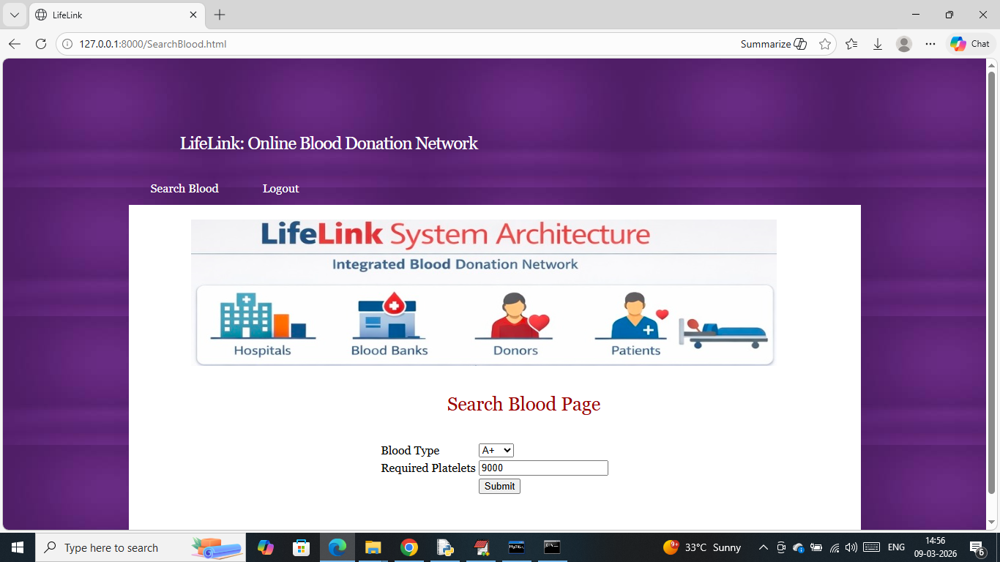 LifeLink
127.0.0.1:8000/SearchBlood.html
Summarize
Chat
LifeLink: Online Blood Donation Network
Search Blood
Logout
LifeLink System Architecture
Integrated Blood Donation Network
Hospitals
Blood Banks
Donors
Patients
Search Blood Page
Blood Type A+
Required Platelets 9000
Submit
Type here to search
9+
33°C Sunny
ENG
14:56
09-03-2026
6